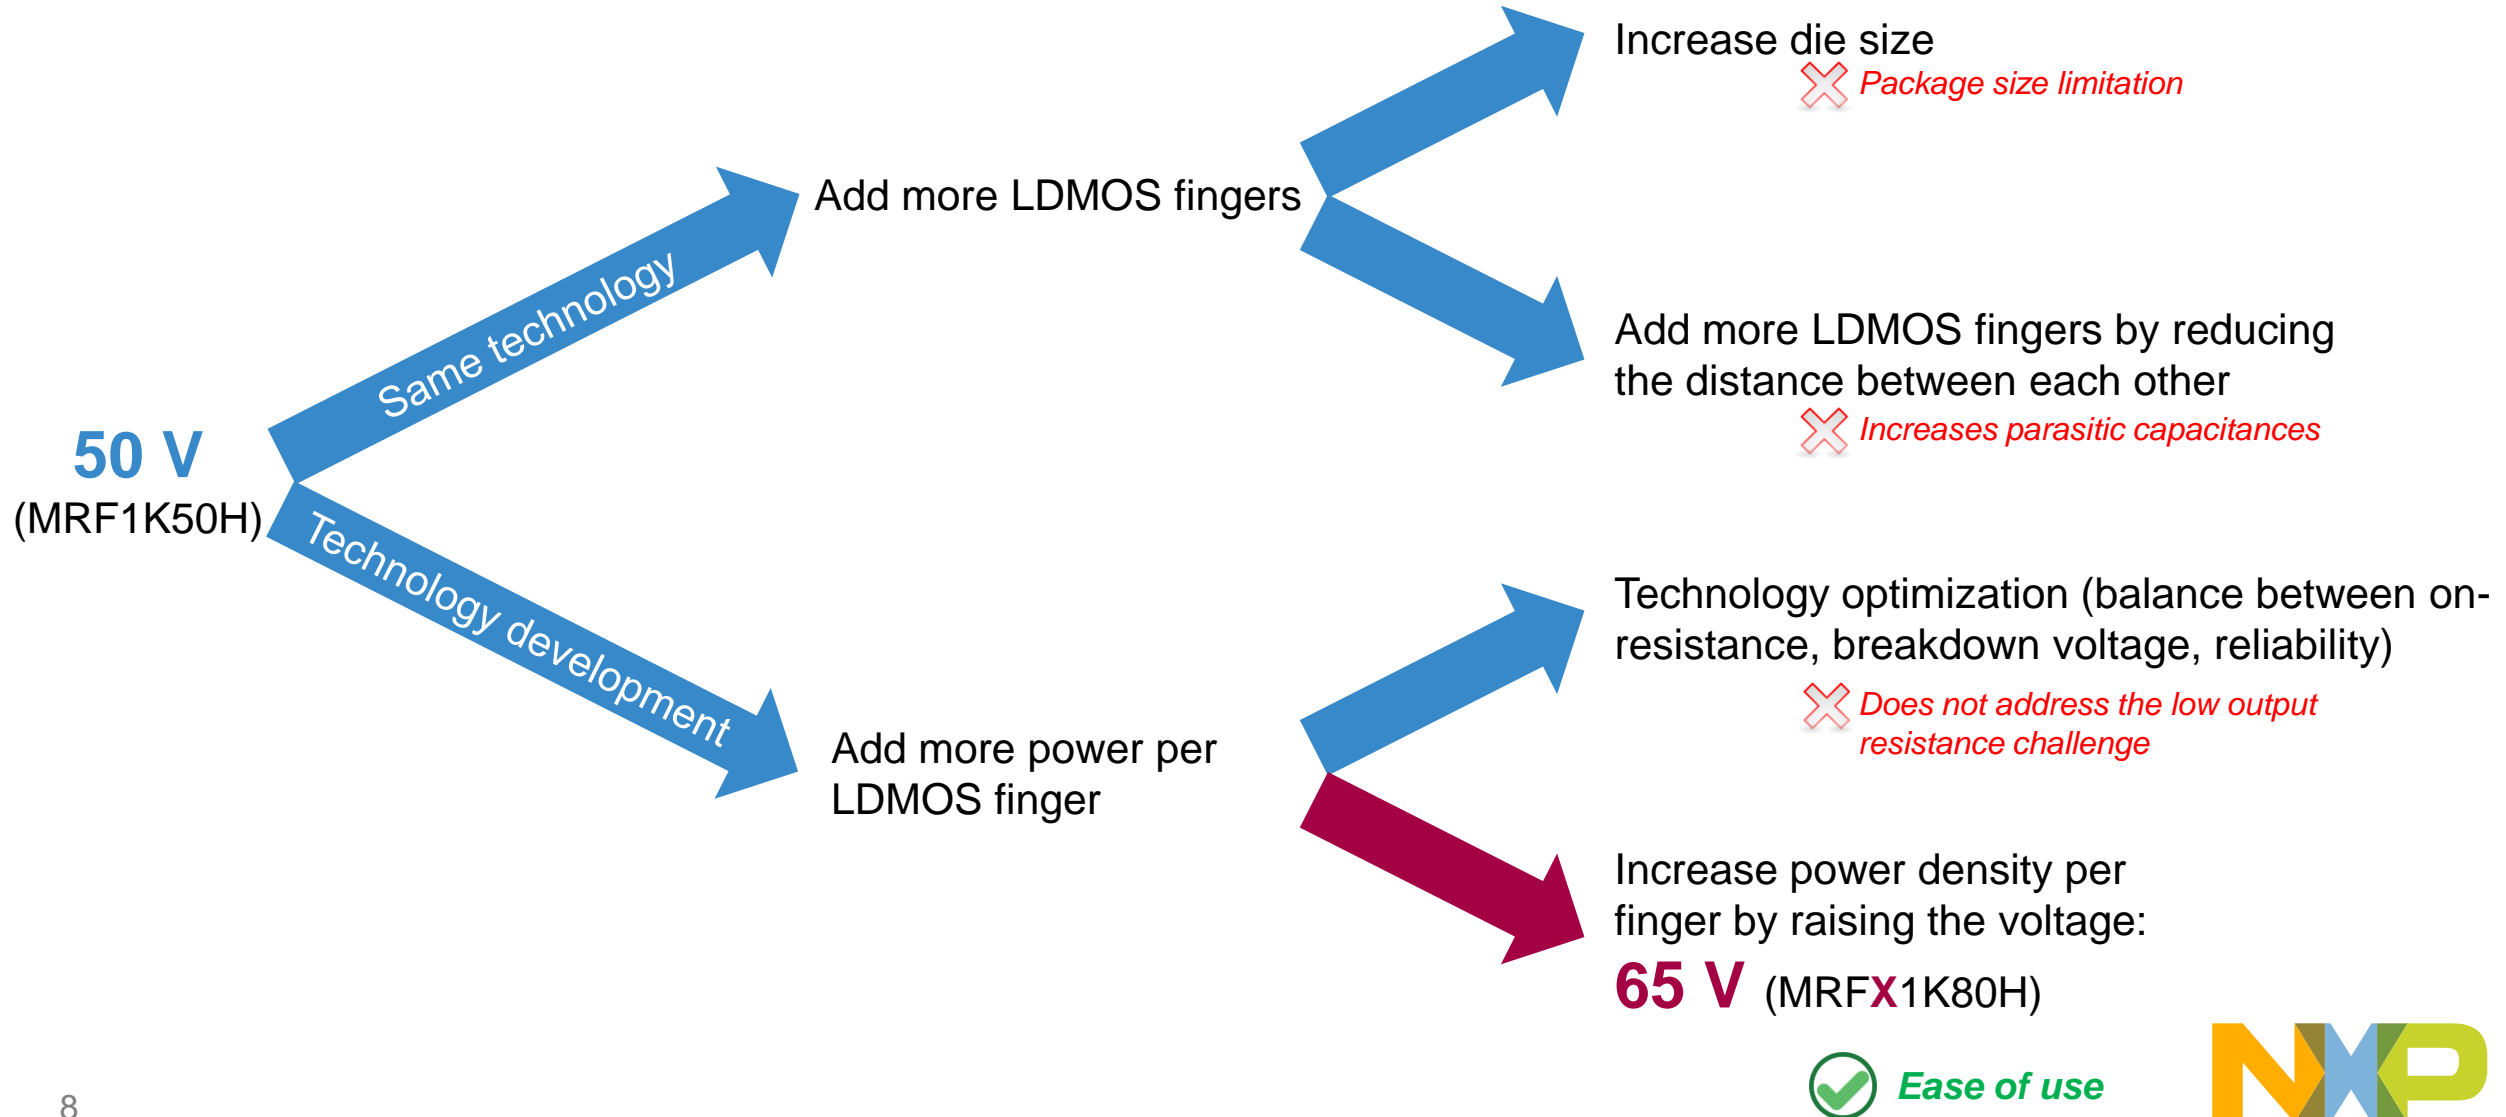 Increase die size
Package size limitation
Add more LDMOS fingers
Same technology
Add more LDMOS fingers by reducing
the distance between each other
Increases parasitic capacitances
50 V
(MRF1K50H)
Technology development
Technology optimization (balance between on-
resistance, breakdown voltage, reliability)
Does not address the low output
resistance challenge
Add more power per
LDMOS finger
Increase power density per
finger by raising the voltage:
65 V (MRFX1K80H)
Ease of use
NXP
8